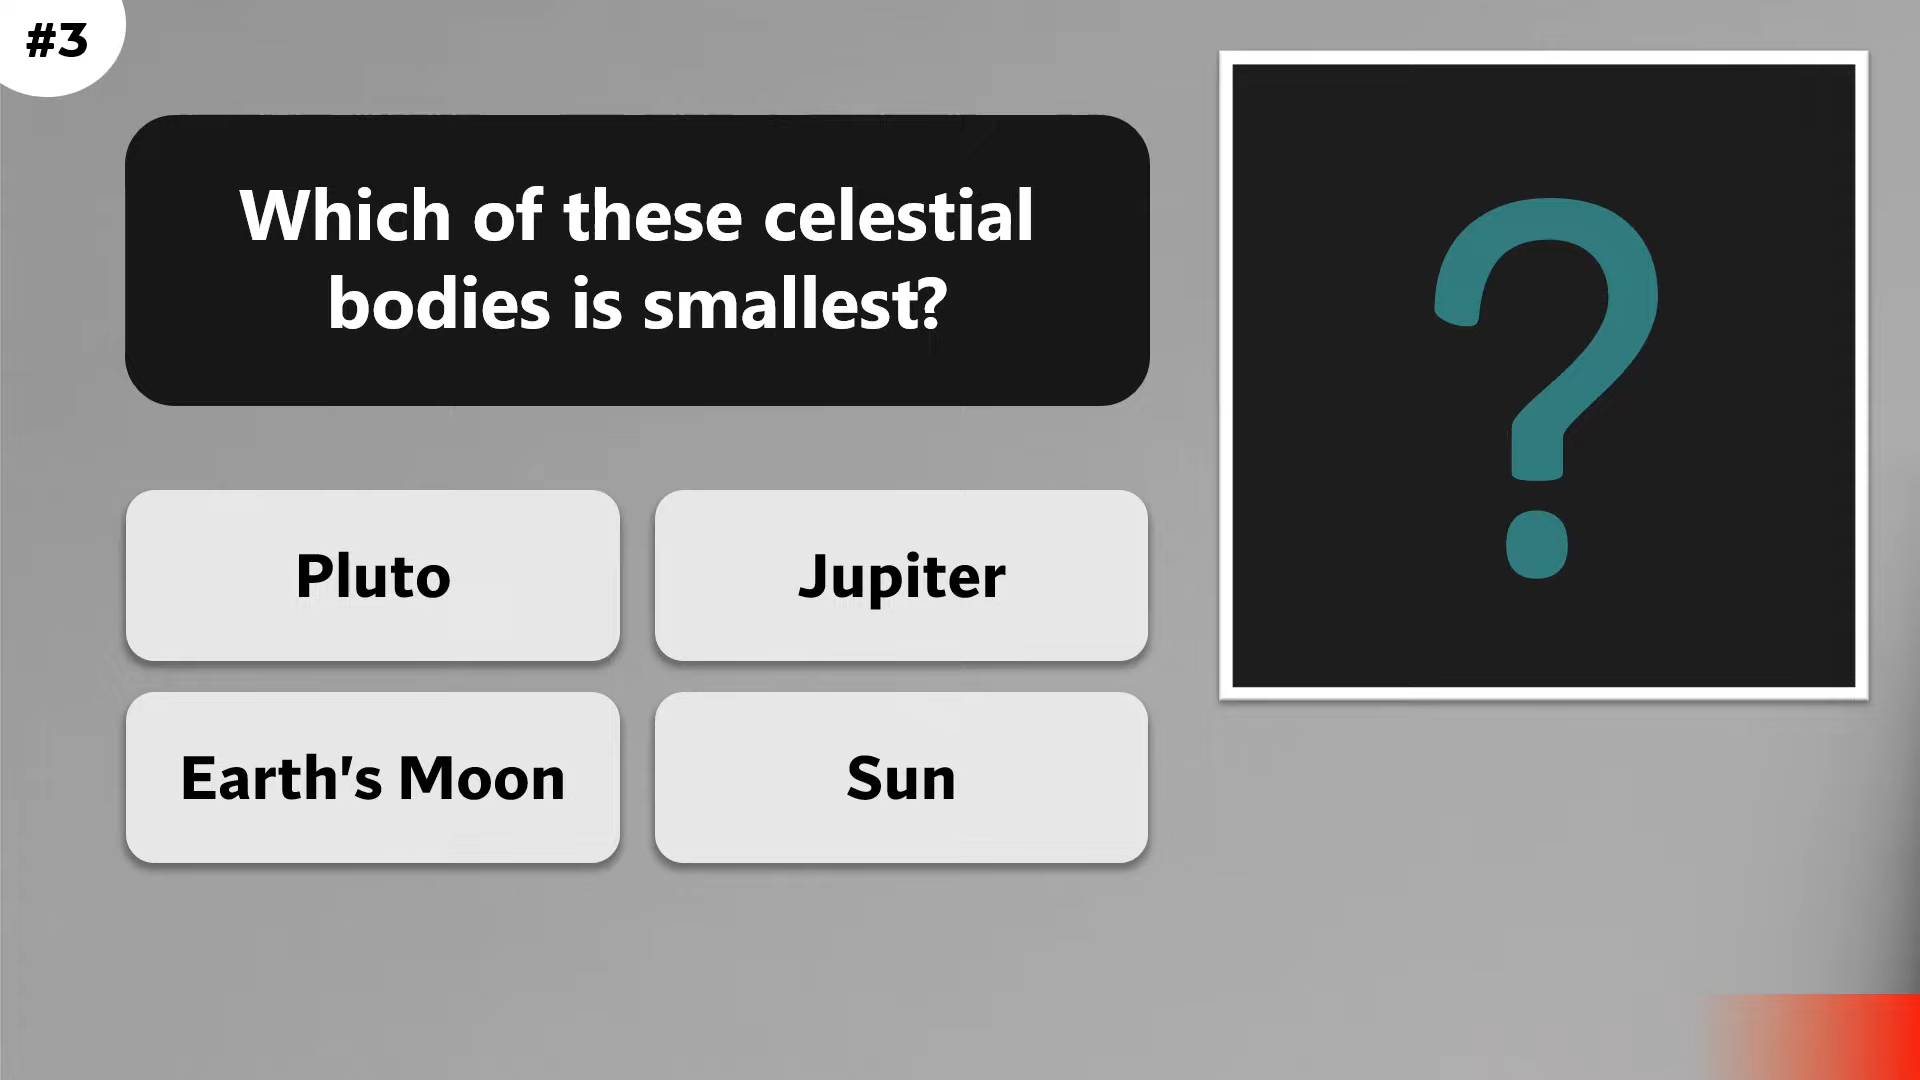 #3
Which of these celestial
bodies is smallest?
Pluto
Jupiter
Earth's Moon
Sun
?